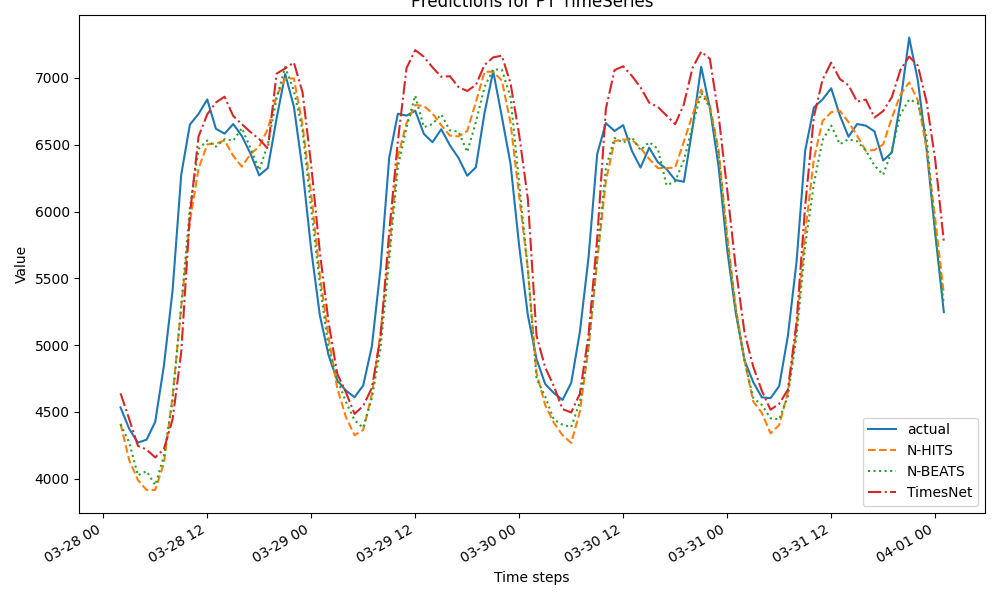 Predictions for PT TimeSeries
Value
7000
6500
6000
5500
5000
4500
4000
actual
N-HITS
N-BEATS
TimesNet
03-28 00
03-28 12
03-29 00
03-29 12
03-30 00
03-30 12
03-31 00
03-31 12
04-01 00
Time steps